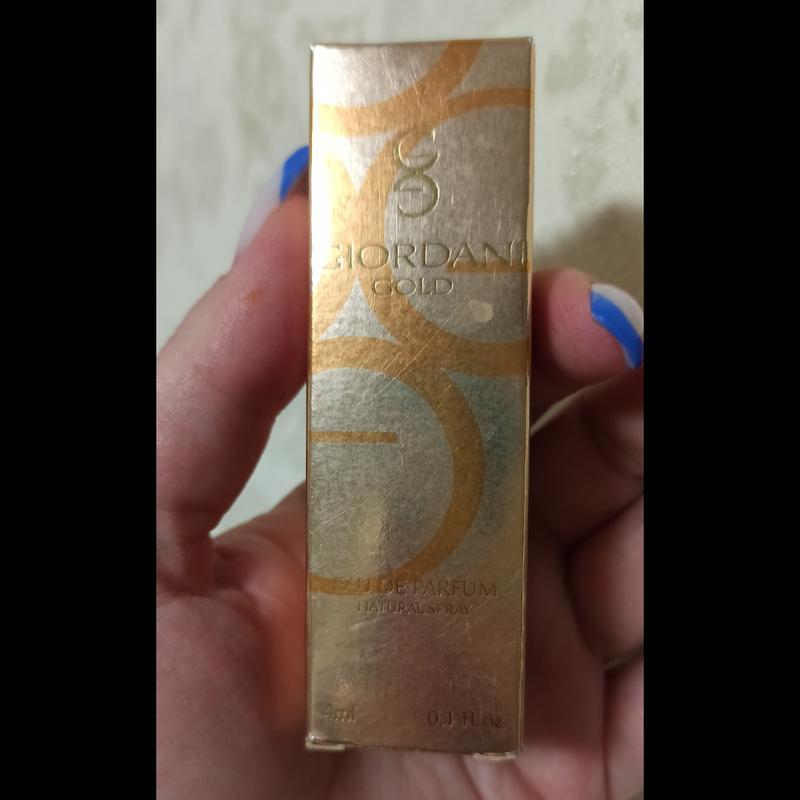 GIORDANI
GOLD
EAU DE PARFUM
NATURAL SPRAY
4ml 0.1 fl.oz